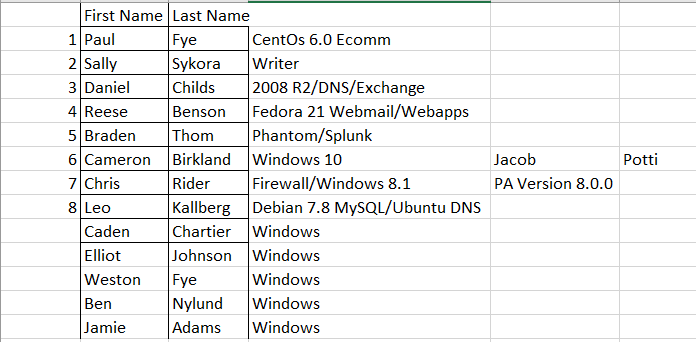 First Name Last Name
1 Paul Fye CentOs 6.0 Ecomm
2 Sally Sykora Writer
3 Daniel Childs 2008 R2/DNS/Exchange
4 Reese Benson Fedora 21 Webmail/Webapps
5 Braden Thom Phantom/Splunk
6 Cameron Birkland Windows 10 Jacob Potti
7 Chris Rider Firewall/Windows 8.1 PA Version 8.0.0
8 Leo Kallberg Debian 7.8 MySQL/Ubuntu DNS
Caden Chartier Windows
Elliot Johnson Windows
Weston Fye Windows
Ben Nylund Windows
Jamie Adams Windows